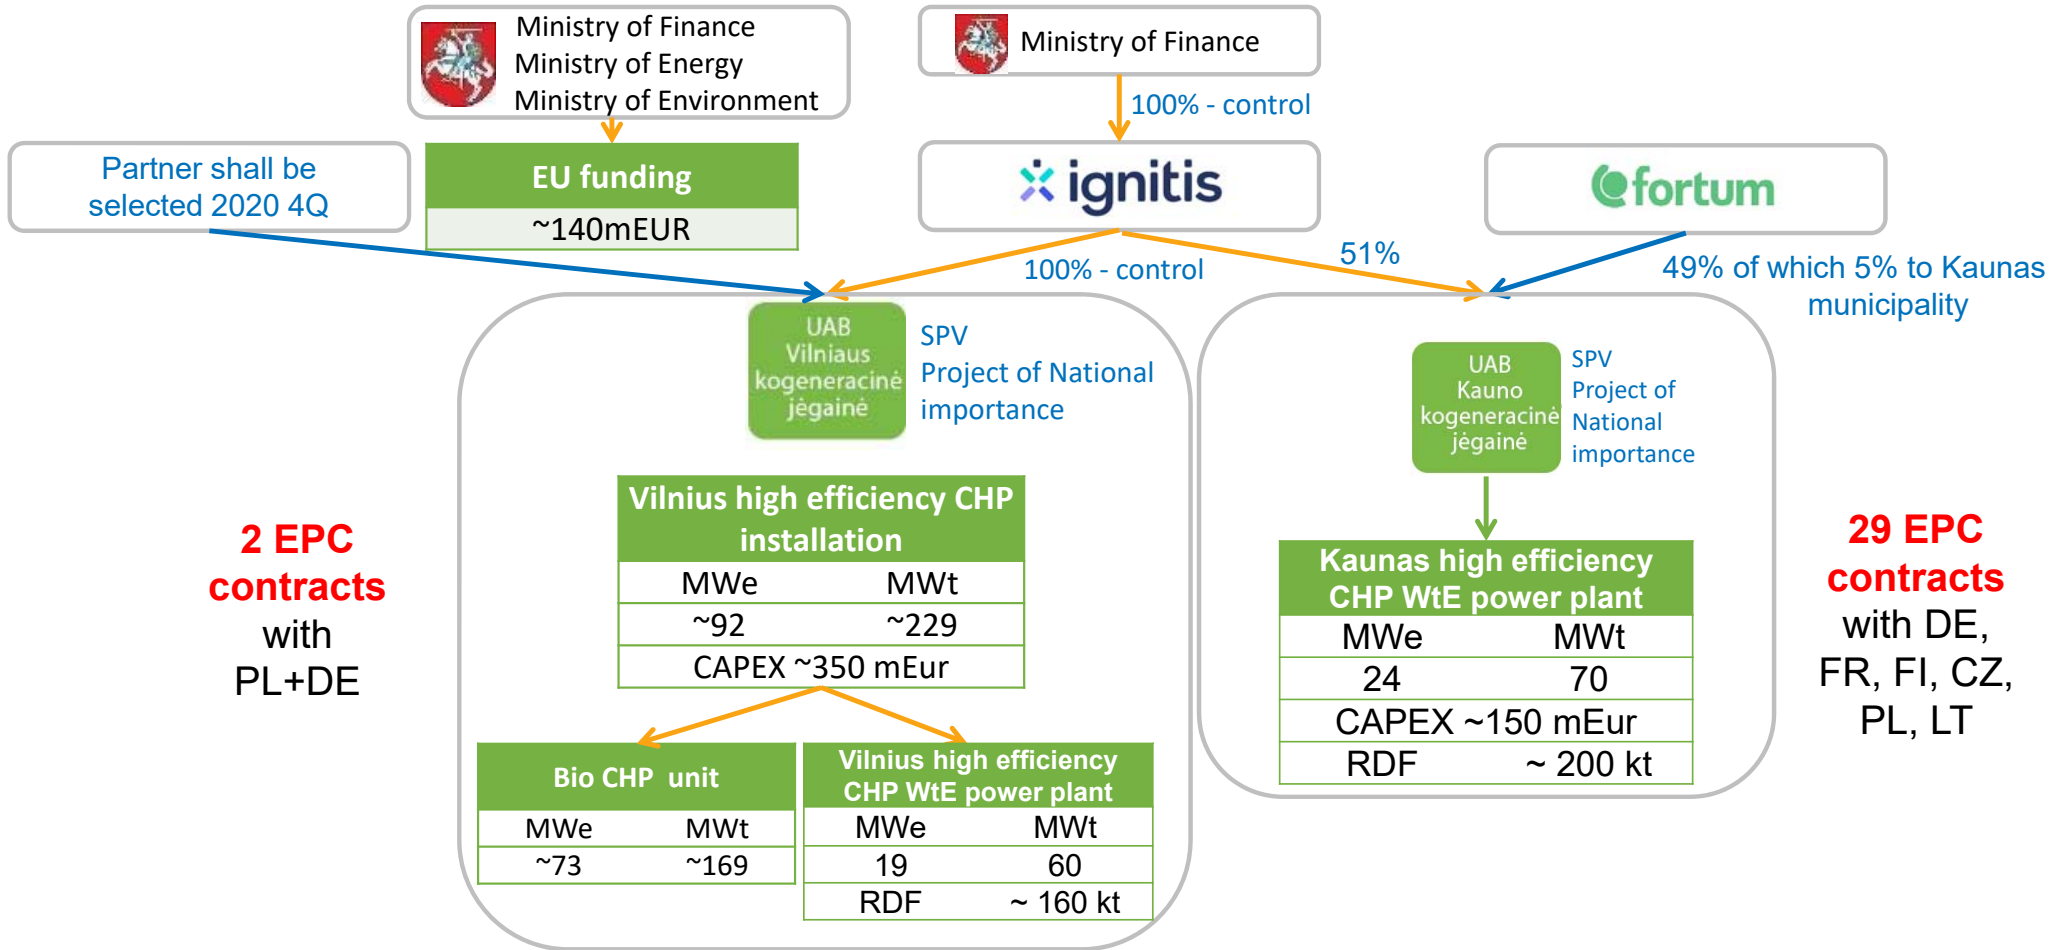 Ministry of Finance
Ministry of Energy
Ministry of Environment
Ministry of Finance
100% - control
Partner shall be
selected 2020 4Q
EU funding
~140mEUR
ignitis
fortum
100% - control
51%
49% of which 5% to Kaunas
municipality
UAB
Vilniaus
kogeneracinė
jėgainė
SPV
Project of National
importance
UAB
Kauno
kogeneracinė
jėgainė
SPV
Project of
National
importance
2 EPC
contracts
with
PL+DE
Vilnius high efficiency CHP
installation
MWe MWt
~92 ~229
CAPEX ~350 mEur
Bio CHP unit
MWe MWt
~73 ~169
Vilnius high efficiency
CHP WtE power plant
MWe MWt
19 60
RDF ~ 160 kt
Kaunas high efficiency
CHP WtE power plant
MWe MWt
24 70
CAPEX ~150 mEur
RDF ~ 200 kt
29 EPC
contracts
with DE,
FR, FI, CZ,
PL, LT